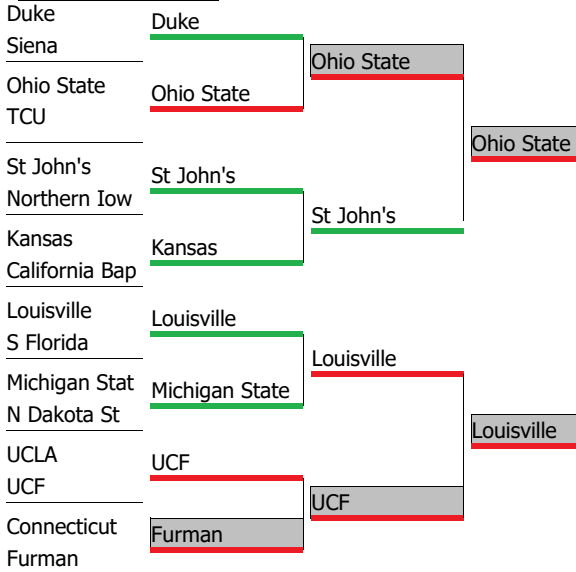 Duke
Siena
Ohio State
TCU
St John's
Northern Iow
Kansas
California Bap
Louisville
S Florida
Michigan Stat
N Dakota St
UCLA
UCF
Connecticut
Furman
Duke
Ohio State
St John's
Kansas
Louisville
Michigan State
UCF
Furman
Ohio State
St John's
Louisville
UCF
Ohio State
Louisville